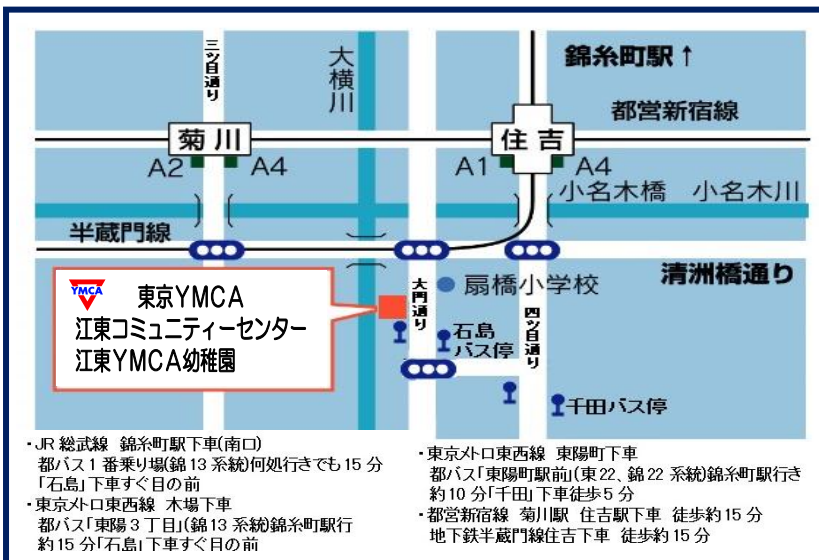 三ツ目通り
大横川
錦糸町駅↑
都営新宿線
菊川
住吉
A2
A4
A1
A4
小名木橋 小名木川
半蔵門線
清洲橋通り
YMCA
東京YMCA
江東コミュニティーセンター
江東YMCA幼稚園
大門通り
扇橋小学校
石島
バス停
四ツ目通り
千田バス停
・JR 総武線 錦糸町駅下車(南口)
都バス1番乗り場(錦13系統)何処行きでも15分
「石島」下車すぐ目の前
・東京メトロ東西線 木場下車
都バス「東陽3丁目」(錦13系統)錦糸町駅行
約15分「石島」下車すぐ目の前
・東京メトロ東西線 東陽町下車
都バス「東陽町駅前」(東22、錦22系統)錦糸町駅行き
約10分「千田」下車徒歩5分
・都営新宿線 菊川駅 住吉駅下車 徒歩約15分
地下鉄半蔵門線住吉下車 徒歩約15分